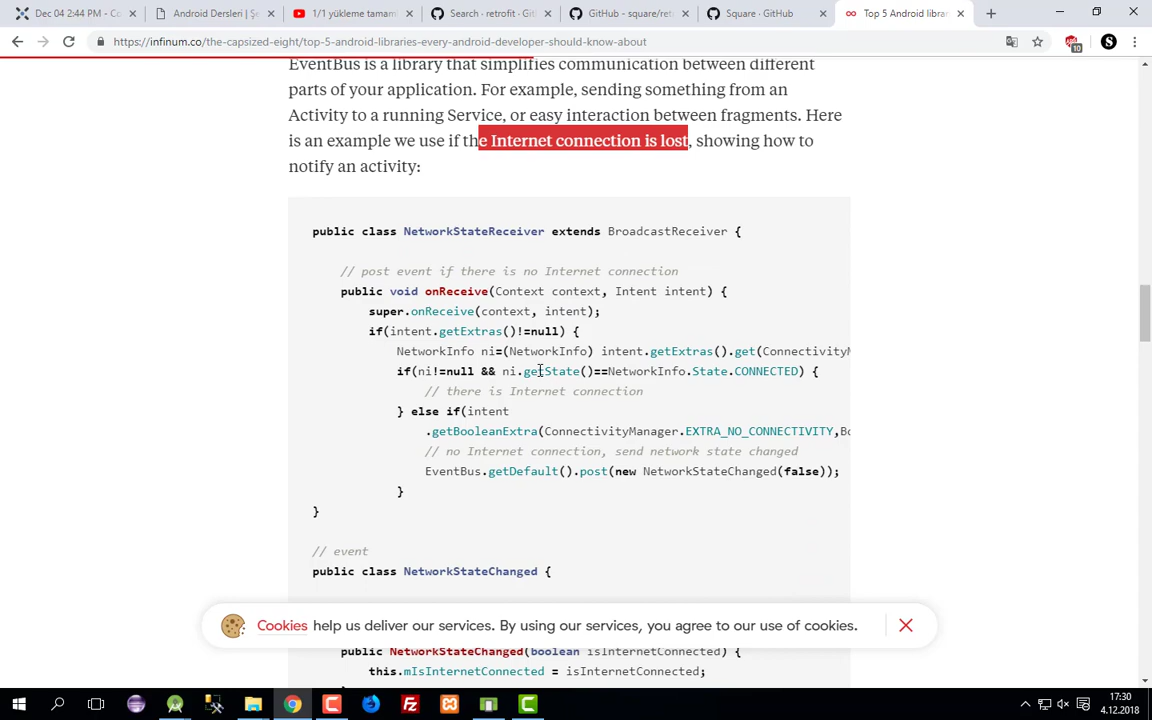 Dec 04 2:44 PM - Co
Android Dersleri | Şe
1/1 yükleme tamam
Search · retrofit · Git
GitHub - square/ret
Square · GitHub
Top 5 Android librar
https://infinum.co/the-capsized-eight/top-5-android-libraries-every-android-developer-should-know-about
10
S
EventBus is a library that simplifies communication between different
parts of your application. For example, sending something from an
Activity to a running Service, or easy interaction between fragments. Here
is an example we use if the Internet connection is lost, showing how to
notify an activity:
public class NetworkStateReceiver extends BroadcastReceiver {
// post event if there is no Internet connection
public void onReceive(Context context, Intent intent) {
super.onReceive(context, intent);
if(intent.getExtras()!=null) {
NetworkInfo ni=(NetworkInfo) intent.getExtras().get(ConnectivityM
if(ni!=null && ni.getState()==NetworkInfo.State.CONNECTED) {
// there is Internet connection
} else if(intent
.getBooleanExtra(ConnectivityManager.EXTRA_NO_CONNECTIVITY,Bo
// no Internet connection, send network state changed
EventBus.getDefault().post(new NetworkStateChanged(false));
}
}
// event
public class NetworkStateChanged {
Cookies help us deliver our services. By using our services, you agree to our use of cookies.
public NetworkStateChanged(boolean isInternetConnected) {
this.mIsInternetConnected = isInternetConnected;
17:30
4.12.2018